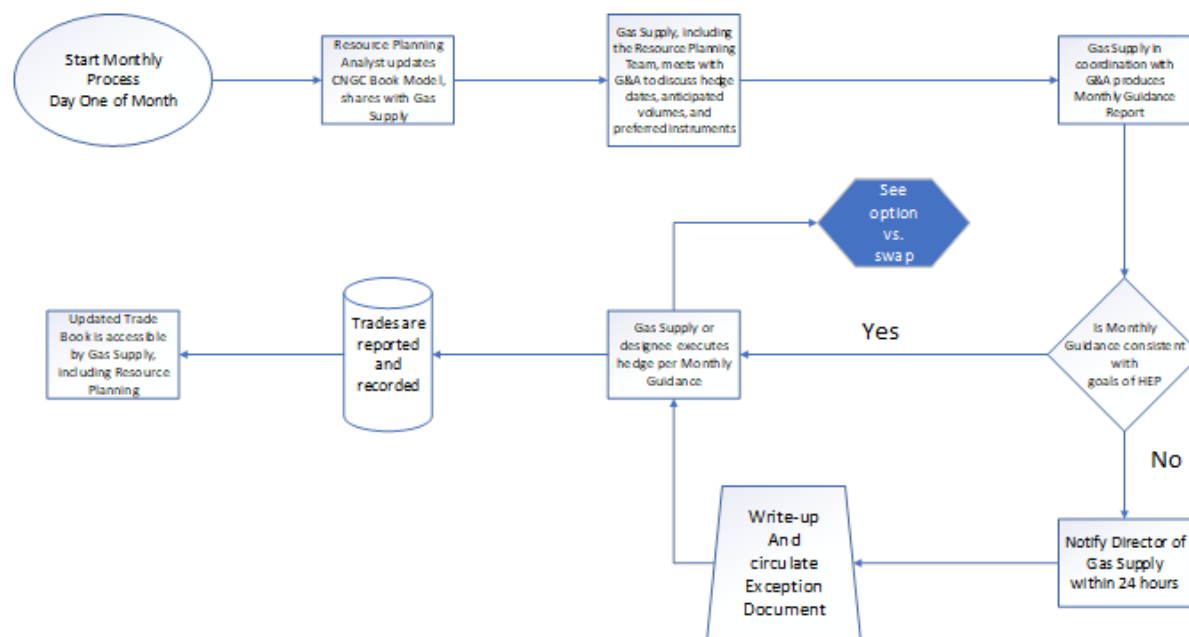 Start Monthly
Process
Day One of Month
Resource Planning
Analyst updates
CNGC Book Model,
shares with Gas
Supply
Gas Supply, including
the Resource Planning
Team, meets with
G&A to discuss hedge
dates, anticipated
volumes, and
preferred instruments
Gas Supply in
coordination with
G&A produces
Monthly Guidance
Report
See
option
vs.
swap
Is Monthly
Guidance consistent
with
goals of HEP
Yes
Gas Supply or
designee executes
hedge per Monthly
Guidance
Trades are
reported
and
recorded
Updated Trade
Book is accessible
by Gas Supply,
including Resource
Planning
No
Notify Director of
Gas Supply
within 24 hours
Write-up
And
circulate
Exception
Document